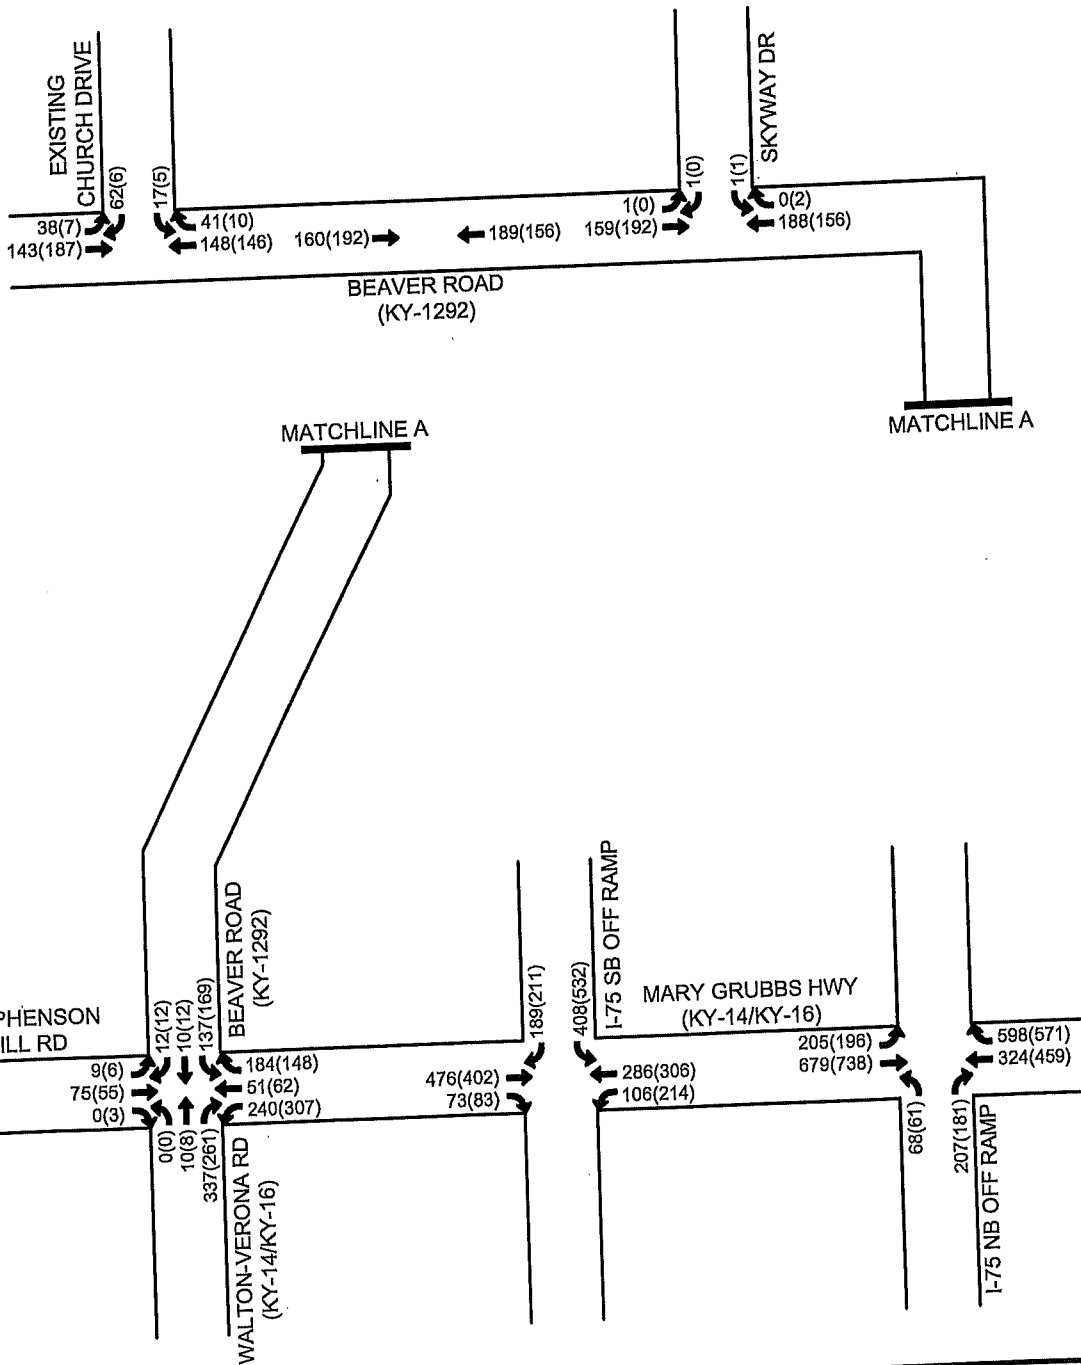 EXISTING
CHURCH DRIVE
62(6)
17(5)
38(7)
143(187)
41(10)
148(146)
160(192)
189(156)
SKYWAY DR
1(0)
1(1)
1(0)
159(192)
0(2)
188(156)
BEAVER ROAD
(KY-1292)
MATCHLINE A
MATCHLINE A
BEAVER ROAD
(KY-1292)
PHENSON
ILL RD
12(12)
10(12)
137(169)
9(6)
75(55)
0(3)
184(148)
51(62)
240(307)
0(0)
10(8)
337(261)
WALTON-VERONA RD
(KY-14/KY-16)
189(211)
408(532)
I-75 SB OFF RAMP
476(402)
73(83)
286(306)
106(214)
MARY GRUBBS HWY
(KY-14/KY-16)
205(196)
679(738)
598(571)
324(459)
68(61)
207(181)
I-75 NB OFF RAMP